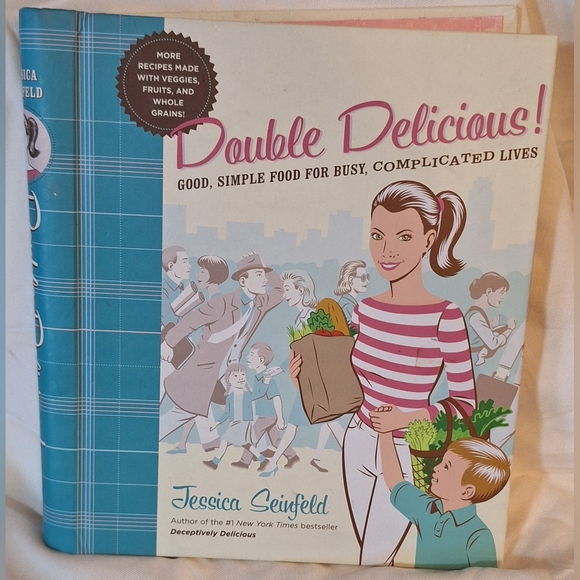 MORE
RECIPES MADE
WITH VEGGIES,
FRUITS, AND
WHOLE
GRAINS!
Double Delicious!
GOOD, SIMPLE FOOD FOR BUSY, COMPLICATED LIVES
Jessica Seinfeld
Author of the #1 New York Times bestseller
Deceptively Delicious